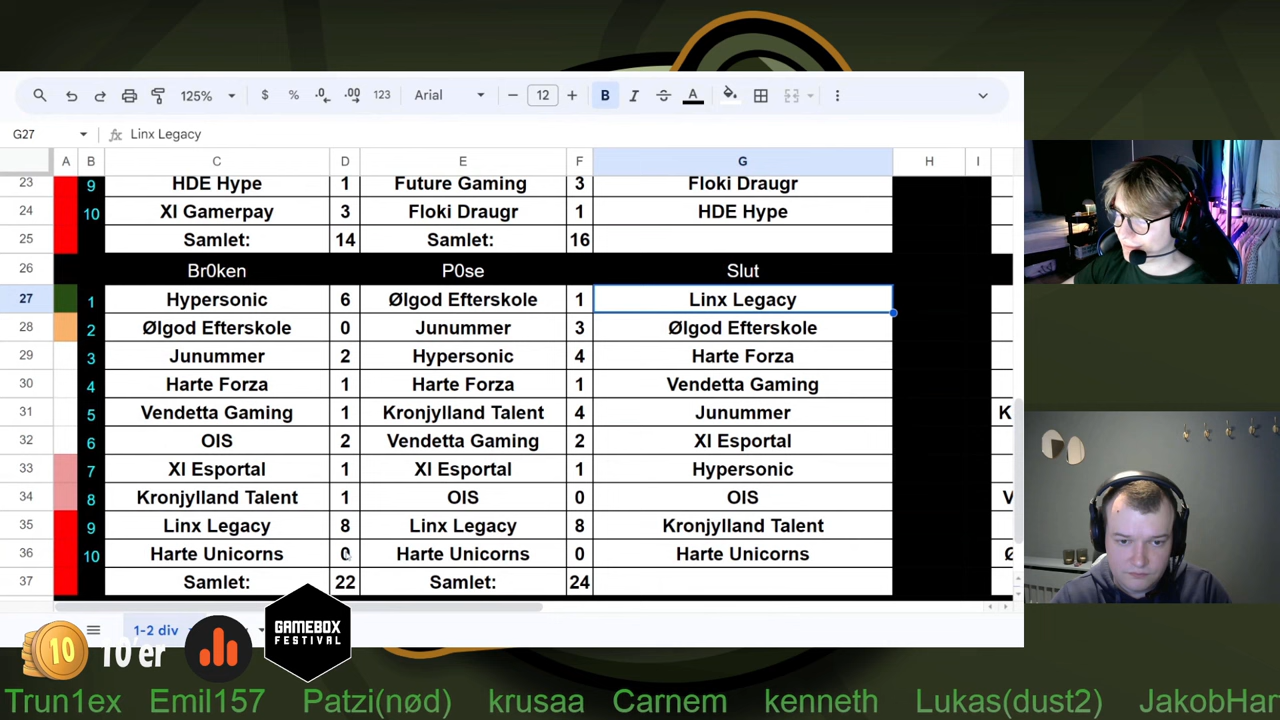 125% $ % .0 .00 123 Arial 12 B I A
G27 fx Linx Legacy
A B C D E F G H I
23 9 HDE Hype 1 Future Gaming 3 Floki Draugr
24 10 XI Gamerpay 3 Floki Draugr 1 HDE Hype
25 Samlet: 14 Samlet: 16
26 Br0ken P0se Slut
27 1 Hypersonic 6 Ølgod Efterskole 1 Linx Legacy
28 2 Ølgod Efterskole 0 Junummer 3 Ølgod Efterskole
29 3 Junummer 2 Hypersonic 4 Harte Forza
30 4 Harte Forza 1 Harte Forza 1 Vendetta Gaming
31 5 Vendetta Gaming 1 Kronjylland Talent 4 Junummer K
32 6 OIS 2 Vendetta Gaming 2 XI Esportal
33 7 XI Esportal 1 XI Esportal 1 Hypersonic
34 8 Kronjylland Talent 1 OIS 0 OIS V
35 9 Linx Legacy 8 Linx Legacy 8 Kronjylland Talent
36 10 Harte Unicorns 0 Harte Unicorns 0 Harte Unicorns Ø
37 Samlet: 22 Samlet: 24
1-2 div
10 10'er GAMEBOX
FESTIVAL
Trun1ex Emil157 Patzi(nød) krusaa Carnem kenneth Lukas(dust2) JakobHar